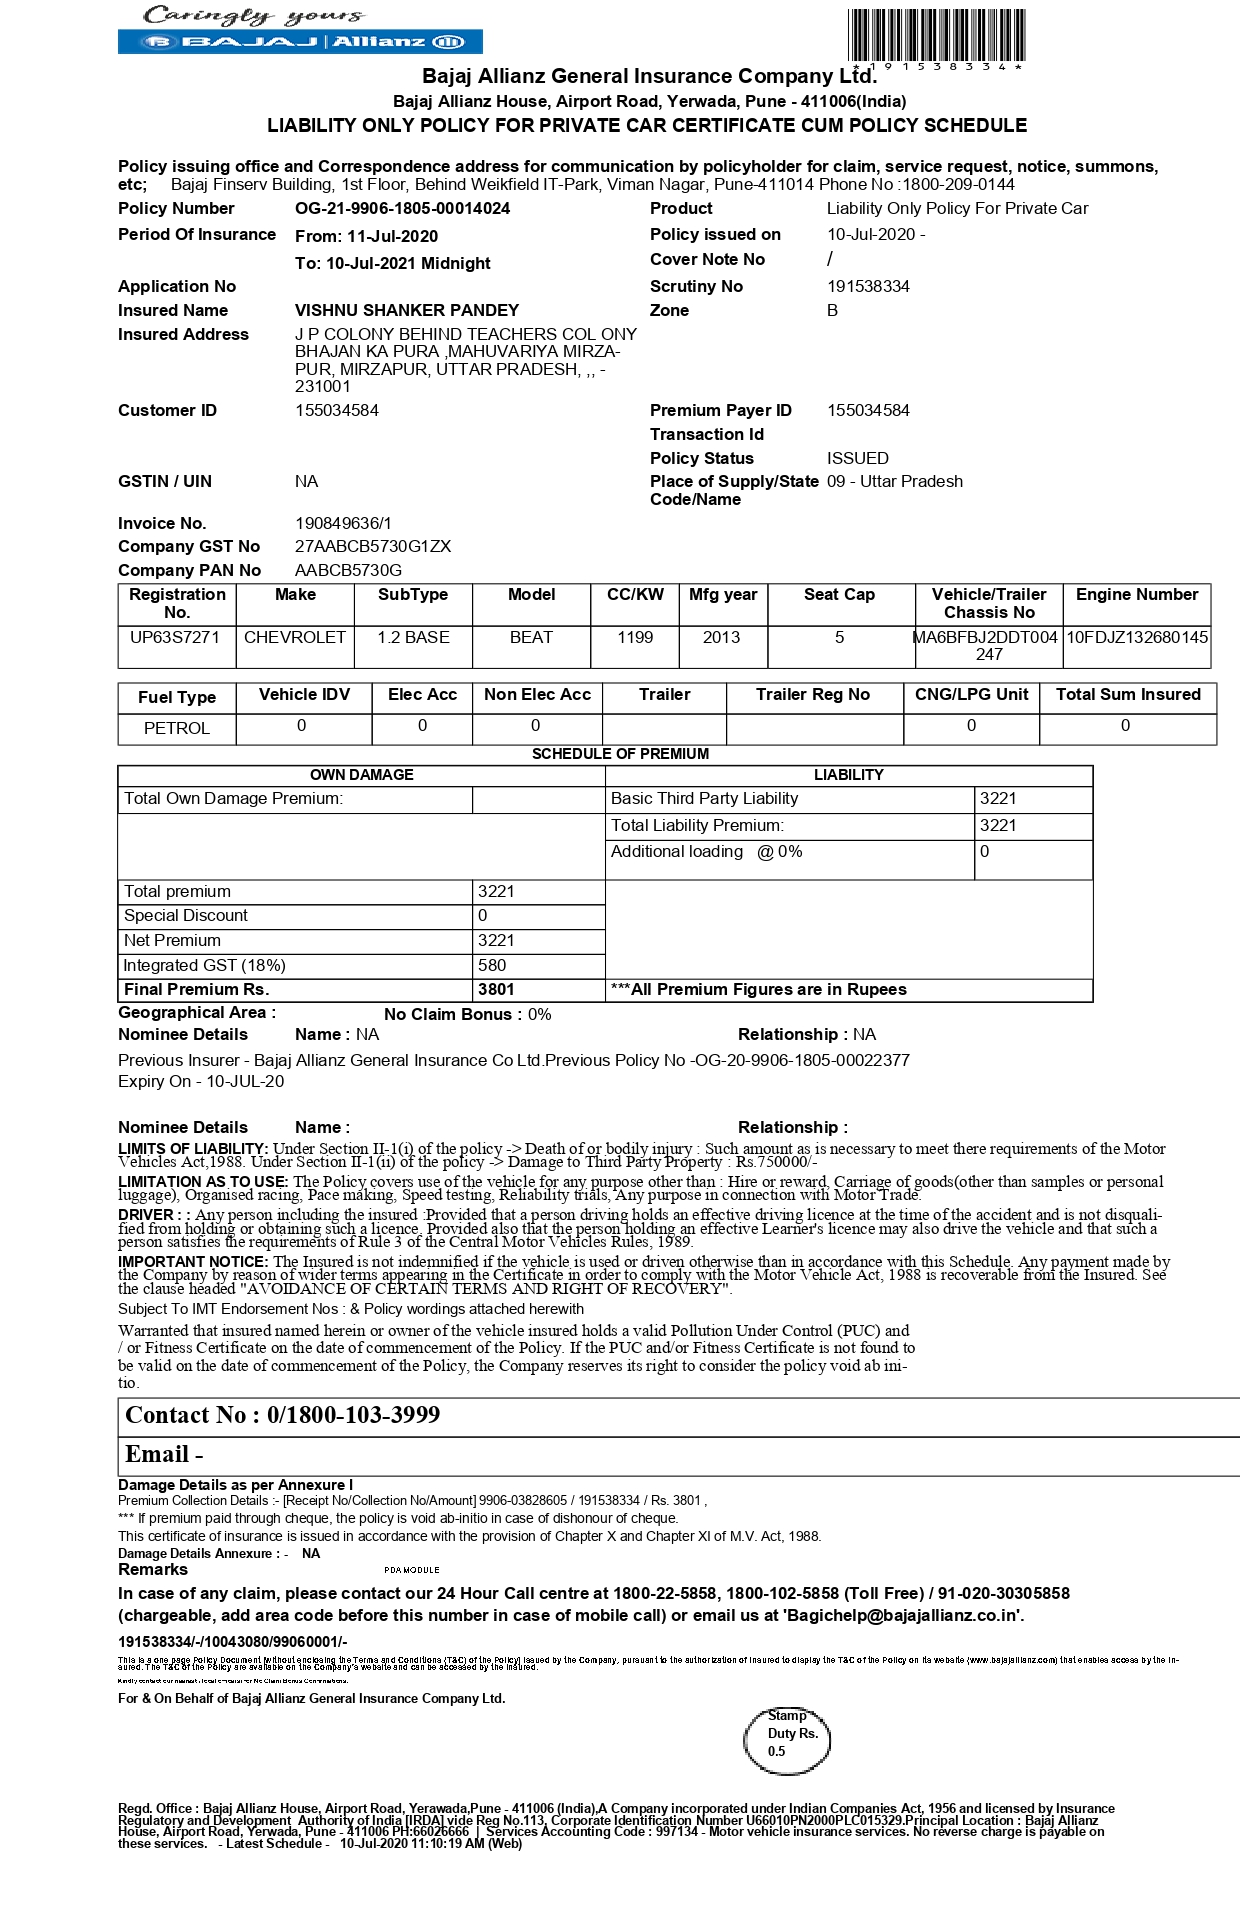 Caringly yours
BAJAJ | Allianz
*191538334*
Bajaj Allianz General Insurance Company Ltd.
Bajaj Allianz House, Airport Road, Yerwada, Pune - 411006(India)
LIABILITY ONLY POLICY FOR PRIVATE CAR CERTIFICATE CUM POLICY SCHEDULE
Policy issuing office and Correspondence address for communication by policyholder for claim, service request, notice, summons,
etc; Bajaj Finserv Building, 1st Floor, Behind Weikfield IT-Park, Viman Nagar, Pune-411014 Phone No :1800-209-0144
Policy Number OG-21-9906-1805-00014024 Product Liability Only Policy For Private Car
Period Of Insurance From: 11-Jul-2020 Policy issued on 10-Jul-2020 -
To: 10-Jul-2021 Midnight Cover Note No /
Application No Scrutiny No 191538334
Insured Name VISHNU SHANKER PANDEY Zone B
Insured Address J P COLONY BEHIND TEACHERS COL ONY
BHAJAN KA PURA ,MAHUVARIYA MIRZA-
PUR, MIRZAPUR, UTTAR PRADESH, ,, -
231001
Customer ID 155034584 Premium Payer ID 155034584
Transaction Id
Policy Status ISSUED
GSTIN / UIN NA Place of Supply/State 09 - Uttar Pradesh
Code/Name
Invoice No. 190849636/1
Company GST No 27AABCB5730G1ZX
Company PAN No AABCB5730G
Registration Make SubType Model CC/KW Mfg year Seat Cap Vehicle/Trailer Engine Number
No. Chassis No
UP63S7271 CHEVROLET 1.2 BASE BEAT 1199 2013 5 MA6BFBJ2DDT004 10FDJZ132680145
247
Fuel Type Vehicle IDV Elec Acc Non Elec Acc Trailer Trailer Reg No CNG/LPG Unit Total Sum Insured
PETROL 0 0 0 0 0
SCHEDULE OF PREMIUM
OWN DAMAGE LIABILITY
Total Own Damage Premium: Basic Third Party Liability 3221
Total Liability Premium: 3221
Additional loading @ 0% 0
Total premium 3221
Special Discount 0
Net Premium 3221
Integrated GST (18%) 580
Final Premium Rs. 3801 ***All Premium Figures are in Rupees
Geographical Area : No Claim Bonus : 0%
Nominee Details Name : NA Relationship : NA
Previous Insurer - Bajaj Allianz General Insurance Co Ltd.Previous Policy No -OG-20-9906-1805-00022377
Expiry On - 10-JUL-20
Nominee Details Name : Relationship :
LIMITS OF LIABILITY: Under Section II-1(i) of the policy -> Death of or bodily injury : Such amount as is necessary to meet there requirements of the Motor
Vehicles Act,1988. Under Section II-1(ii) of the policy -> Damage to Third Party Property : Rs.750000/-
LIMITATION AS TO USE: The Policy covers use of the vehicle for any purpose other than : Hire or reward, Carriage of goods(other than samples or personal
luggage), Organised racing, Pace making, Speed testing, Reliability trials, Any purpose in connection with Motor Trade.
DRIVER : : Any person including the insured :Provided that a person driving holds an effective driving licence at the time of the accident and is not disquali-
fied from holding or obtaining such a licence. Provided also that the person holding an effective Learner's licence may also drive the vehicle and that such a
person satisfies the requirements of Rule 3 of the Central Motor Vehicles Rules, 1989.
IMPORTANT NOTICE: The Insured is not indemnified if the vehicle is used or driven otherwise than in accordance with this Schedule. Any payment made by
the Company by reason of wider terms appearing in the Certificate in order to comply with the Motor Vehicle Act, 1988 is recoverable from the Insured. See
the clause headed "AVOIDANCE OF CERTAIN TERMS AND RIGHT OF RECOVERY".
Subject To IMT Endorsement Nos : & Policy wordings attached herewith
Warranted that insured named herein or owner of the vehicle insured holds a valid Pollution Under Control (PUC) and
/ or Fitness Certificate on the date of commencement of the Policy. If the PUC and/or Fitness Certificate is not found to
be valid on the date of commencement of the Policy, the Company reserves its right to consider the policy void ab ini-
tio.
Contact No : 0/1800-103-3999
Email -
Damage Details as per Annexure I
Premium Collection Details :- [Receipt No/Collection No/Amount] 9906-03828605 / 191538334 / Rs. 3801 ,
*** If premium paid through cheque, the policy is void ab-initio in case of dishonour of cheque.
This certificate of insurance is issued in accordance with the provision of Chapter X and Chapter XI of M.V. Act, 1988.
Damage Details Annexure : - NA
Remarks PDA MODULE
In case of any claim, please contact our 24 Hour Call centre at 1800-22-5858, 1800-102-5858 (Toll Free) / 91-020-30305858
(chargeable, add area code before this number in case of mobile call) or email us at 'Bagichelp@bajajallianz.co.in'.
191538334/-/10043080/99060001/-
This is a one page Policy Document [without enclosing the Terms and Conditions (T&C) of the Policy] issued by the Company, pursuant to the authorization of Insured to display the T&C of the Policy on its website (www.bajajallianz.com) that enables access by the In-
sured. The T&C of the Policy are available on the Company's website and can be accessed by the Insured.
For & On Behalf of Bajaj Allianz General Insurance Company Ltd.
Stamp
Duty Rs.
0.5
Regd. Office : Bajaj Allianz House, Airport Road, Yerawada,Pune - 411006 (India),A Company incorporated under Indian Companies Act, 1956 and licensed by Insurance
Regulatory and Development Authority of India [IRDA] vide Reg No.113, Corporate Identification Number U66010PN2000PLC015329.Principal Location : Bajaj Allianz
House, Airport Road, Yerwada, Pune - 411006 PH:66026666 | Services Accounting Code : 997134 - Motor vehicle insurance services. No reverse charge is payable on
these services. - Latest Schedule - 10-Jul-2020 11:10:19 AM (Web)